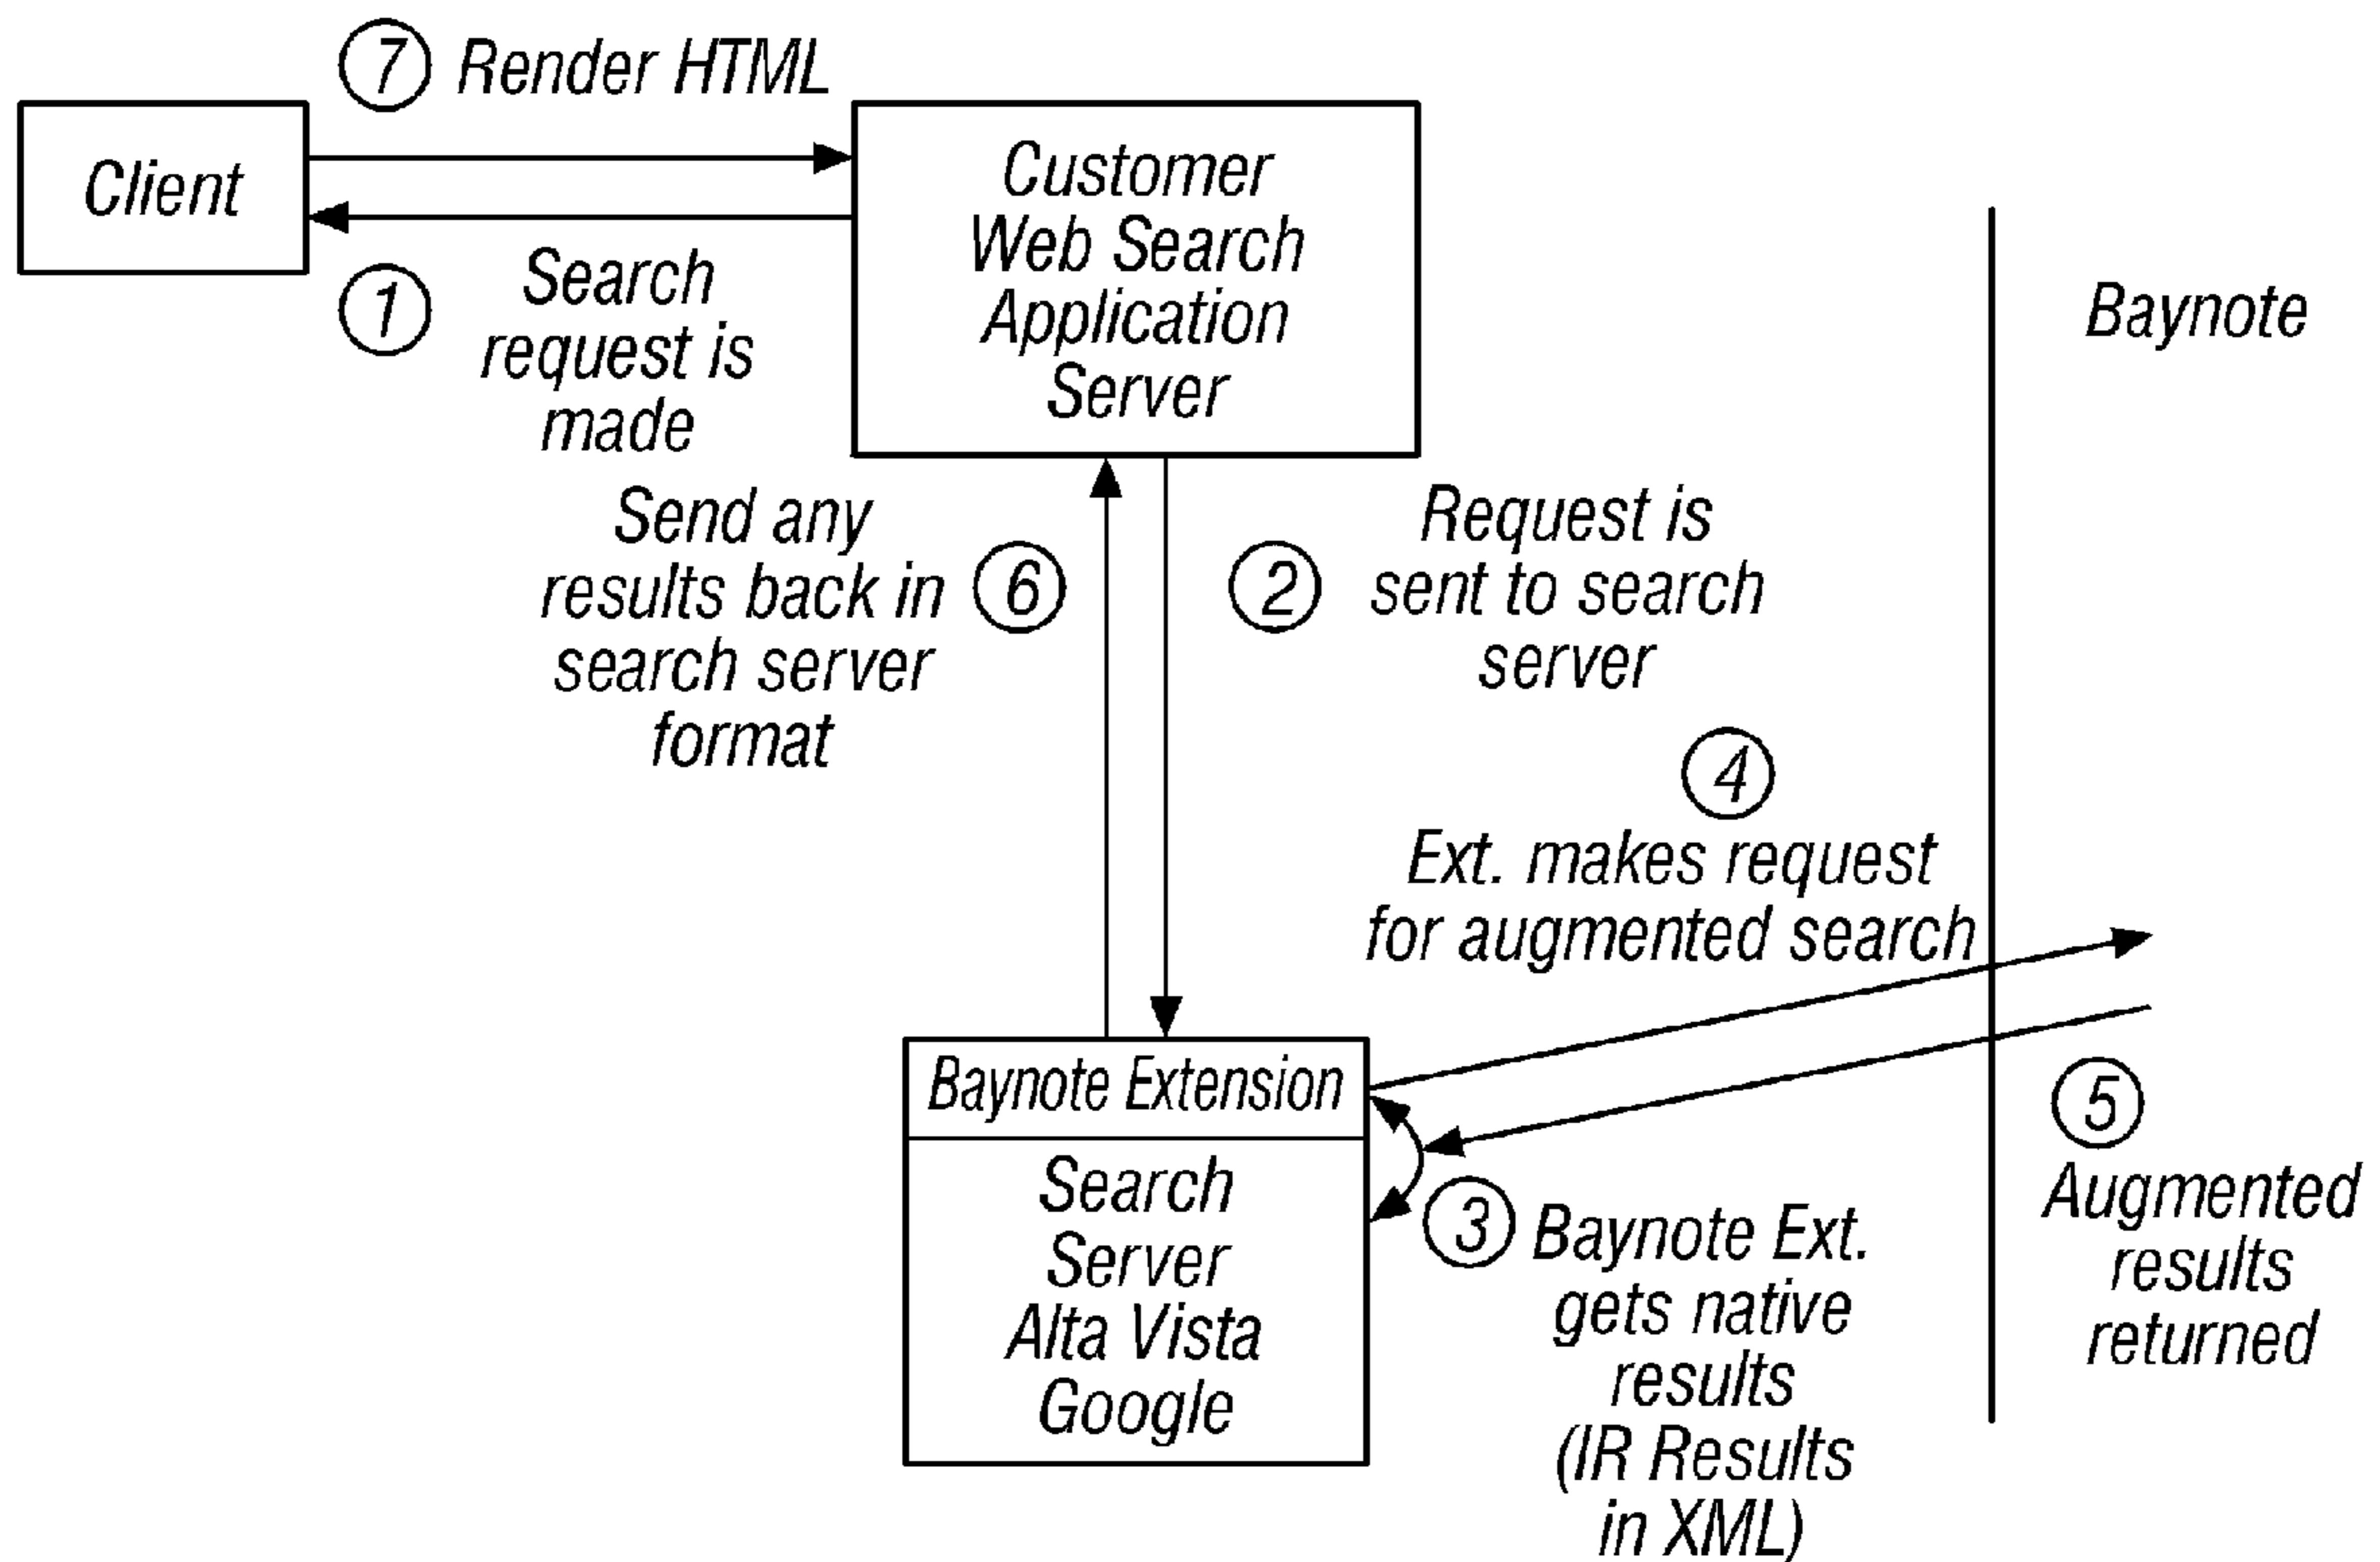 7 Render HTML
Client
Customer
Web Search
Application
Server
1 Search
request is
made
Baynote
Send any
results back in
search server
format
6
2
Request is
sent to search
server
4
Ext. makes request
for augmented search
Baynote Extension
Search
Server
Alta Vista
Google
3 Baynote Ext.
gets native
results
(IR Results
in XML)
5
Augmented
results
returned